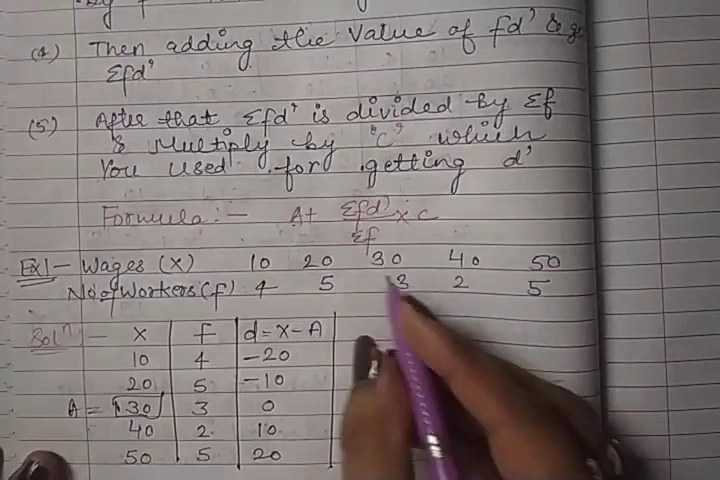 (4) Then adding the Value of fd' & ge
Σfd'
(5) After that Σfd' is divided by Σf
& Multiply by 'C' which
You Used for getting d'
Formula:- A+ Σfd'/Σf × C
Ex1- Wages (X) 10 20 30 40 50
No of workers (f) 4 5 3 2 5
Solⁿ - X f d=X-A
10 4 -20
20 5 -10
A = 30 3 0
40 2 10
50 5 20